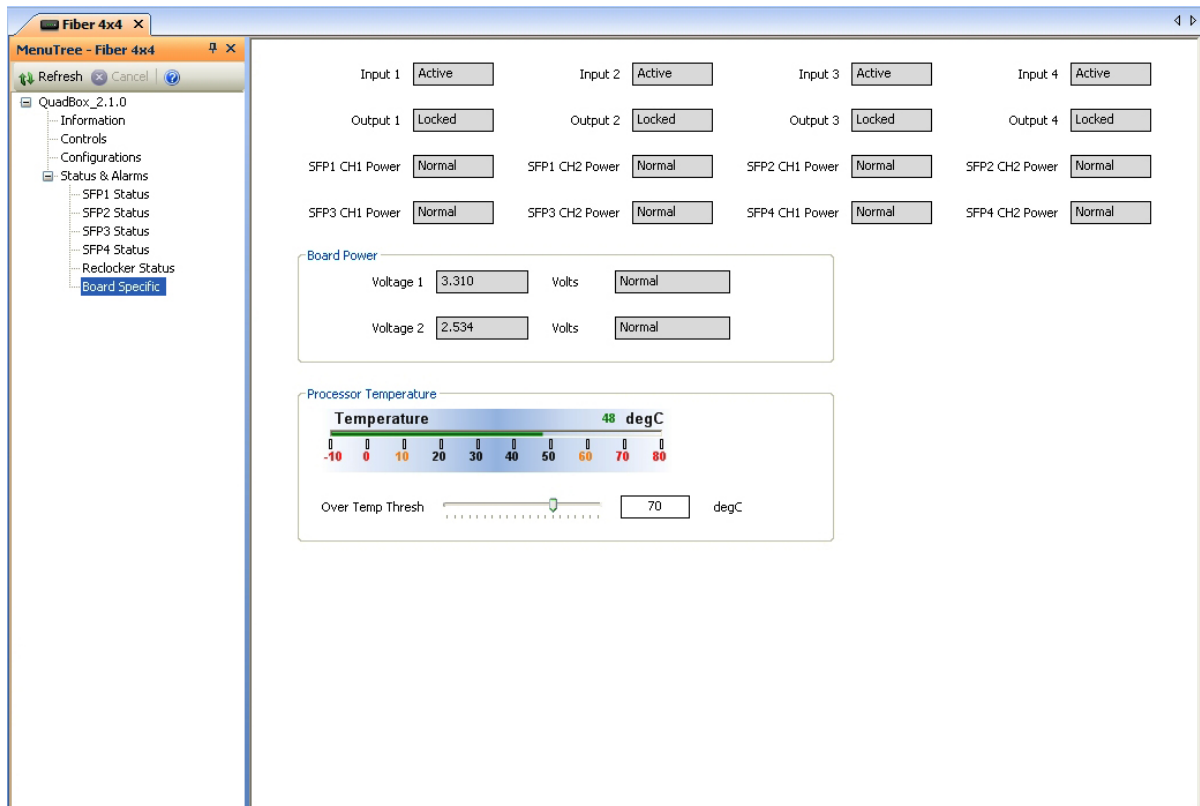 Fiber 4x4 X
MenuTree - Fiber 4x4
Refresh Cancel
QuadBox_2.1.0
Information
Controls
Configurations
Status & Alarms
SFP1 Status
SFP2 Status
SFP3 Status
SFP4 Status
Reclocker Status
Board Specific
Input 1 Active Input 2 Active Input 3 Active Input 4 Active
Output 1 Locked Output 2 Locked Output 3 Locked Output 4 Locked
SFP1 CH1 Power Normal SFP1 CH2 Power Normal SFP2 CH1 Power Normal SFP2 CH2 Power Normal
SFP3 CH1 Power Normal SFP3 CH2 Power Normal SFP4 CH1 Power Normal SFP4 CH2 Power Normal
Board Power
Voltage 1 3.310 Volts Normal
Voltage 2 2.534 Volts Normal
Processor Temperature
Temperature 48 degC
-10 0 10 20 30 40 50 60 70 80
Over Temp Thresh 70 degC